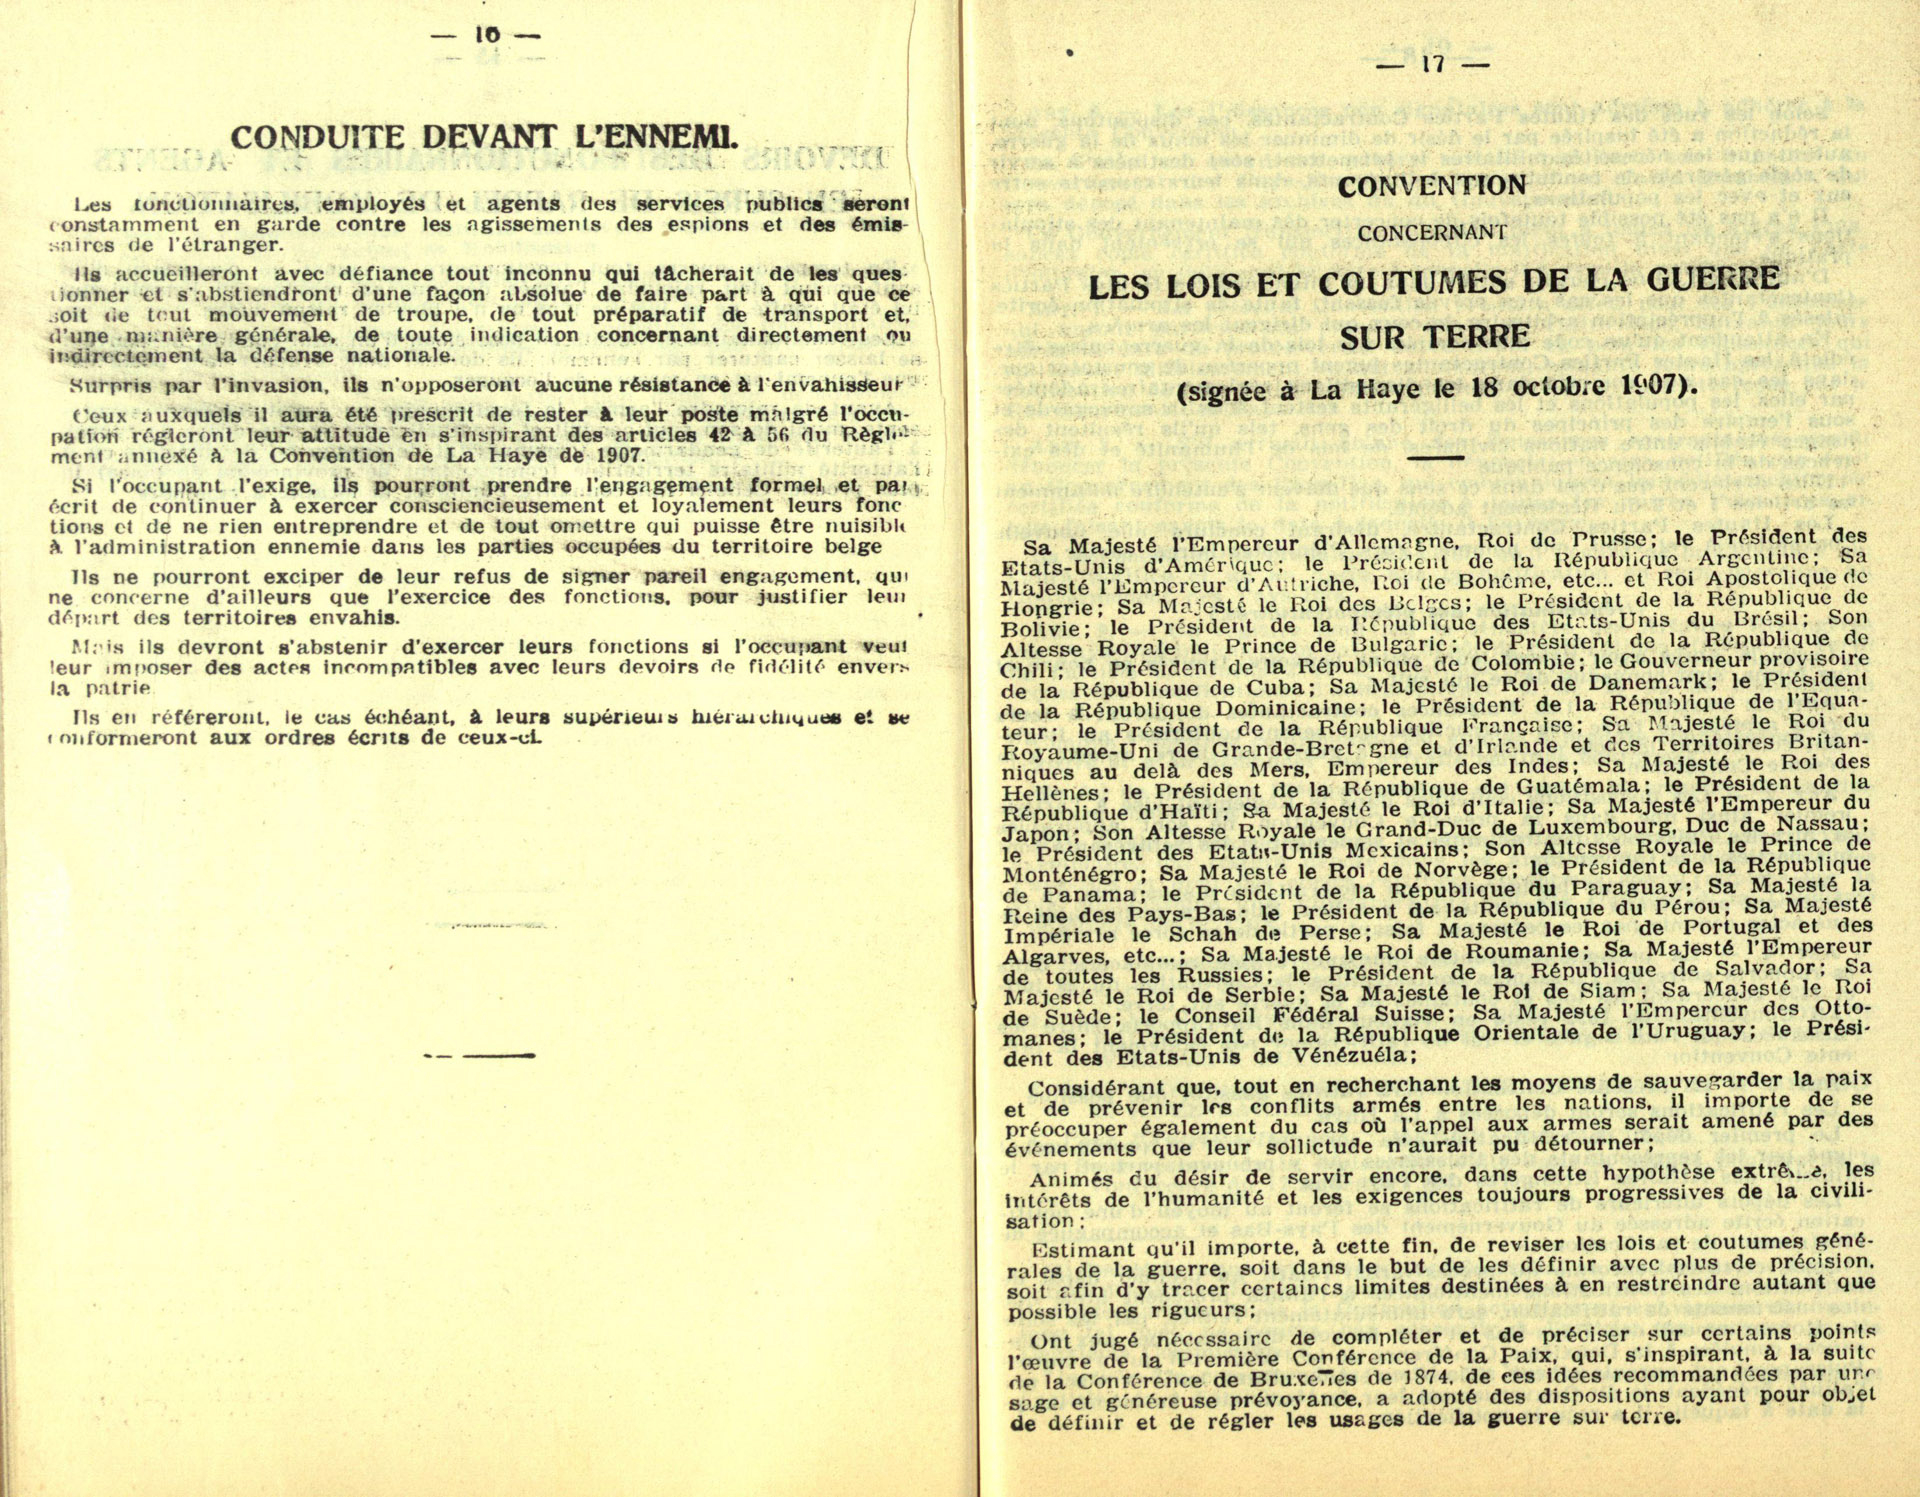 — 16 —
CONDUITE DEVANT L'ENNEMI.
Les fonctionnaires, employés et agents des services publics seront
constamment en garde contre les agissements des espions et des émis-
saires de l'étranger.
Ils accueilleront avec défiance tout inconnu qui tâcherait de les ques
tionner et s'abstiendront d'une façon absolue de faire part à qui que ce
soit de tout mouvement de troupe, de tout préparatif de transport et,
d'une manière générale, de toute indication concernant directement ou
indirectement la défense nationale.
Surpris par l'invasion, ils n'opposeront aucune résistance à l'envahisseur
Ceux auxquels il aura été prescrit de rester à leur poste malgré l'occu-
pation régleront leur attitude en s'inspirant des articles 42 à 56 du Règle-
ment annexé à la Convention de La Haye de 1907.
Si l'occupant l'exige, ils pourront prendre l'engagement formel et par
écrit de continuer à exercer consciencieusement et loyalement leurs fonc
tions et de ne rien entreprendre et de tout omettre qui puisse être nuisible
à l'administration ennemie dans les parties occupées du territoire belge
Ils ne pourront exciper de leur refus de signer pareil engagement, qui
ne concerne d'ailleurs que l'exercice des fonctions, pour justifier leur
départ des territoires envahis.
Mais ils devront s'abstenir d'exercer leurs fonctions si l'occupant veut
leur imposer des actes incompatibles avec leurs devoirs de fidélité envers
la patrie
Ils en référeront, le cas échéant, à leurs supérieurs hiérarchiques et se
conformeront aux ordres écrits de ceux-ci.
— 17 —
CONVENTION
CONCERNANT
LES LOIS ET COUTUMES DE LA GUERRE
SUR TERRE
(signée à La Haye le 18 octobre 1907).
Sa Majesté l'Empereur d'Allemagne, Roi de Prusse; le Président des
Etats-Unis d'Amérique; le Président de la République Argentine; Sa
Majesté l'Empereur d'Autriche, Roi de Bohême, etc... et Roi Apostolique de
Hongrie; Sa Majesté le Roi des Belges; le Président de la République de
Bolivie; le Président de la République des Etats-Unis du Brésil; Son
Altesse Royale le Prince de Bulgarie; le Président de la République de
Chili; le Président de la République de Colombie; le Gouverneur provisoire
de la République de Cuba; Sa Majesté le Roi de Danemark; le Président
de la République Dominicaine; le Président de la République de l'Equa-
teur; le Président de la République Française; Sa Majesté le Roi du
Royaume-Uni de Grande-Bretagne et d'Irlande et des Territoires Britan-
niques au delà des Mers, Empereur des Indes; Sa Majesté le Roi des
Hellènes; le Président de la République de Guatémala; le Président de la
République d'Haïti; Sa Majesté le Roi d'Italie; Sa Majesté l'Empereur du
Japon; Son Altesse Royale le Grand-Duc de Luxembourg, Duc de Nassau;
le Président des Etats-Unis Mexicains; Son Altesse Royale le Prince de
Monténégro; Sa Majesté le Roi de Norvège; le Président de la République
de Panama; le Président de la République du Paraguay; Sa Majesté la
Reine des Pays-Bas; le Président de la République du Pérou; Sa Majesté
Impériale le Schah de Perse; Sa Majesté le Roi de Portugal et des
Algarves, etc...; Sa Majesté le Roi de Roumanie; Sa Majesté l'Empereur
de toutes les Russies; le Président de la République de Salvador; Sa
Majesté le Roi de Serbie; Sa Majesté le Roi de Siam; Sa Majesté le Roi
de Suède; le Conseil Fédéral Suisse; Sa Majesté l'Empereur des Otto-
manes; le Président de la République Orientale de l'Uruguay; le Prési-
dent des Etats-Unis de Vénézuéla;
Considérant que, tout en recherchant les moyens de sauvegarder la paix
et de prévenir les conflits armés entre les nations, il importe de se
préoccuper également du cas où l'appel aux armes serait amené par des
événements que leur sollictude n'aurait pu détourner;
Animés du désir de servir encore, dans cette hypothèse extrême, les
intérêts de l'humanité et les exigences toujours progressives de la civili-
sation;
Estimant qu'il importe, à cette fin, de reviser les lois et coutumes géné-
rales de la guerre, soit dans le but de les définir avec plus de précision,
soit afin d'y tracer certaines limites destinées à en restreindre autant que
possible les rigueurs;
Ont jugé nécessaire de compléter et de préciser sur certains points
l'œuvre de la Première Conférence de la Paix, qui, s'inspirant, à la suite
de la Conférence de Bruxelles de 1874, de ces idées recommandées par une
sage et généreuse prévoyance, a adopté des dispositions ayant pour objet
de définir et de régler les usages de la guerre sur terre.